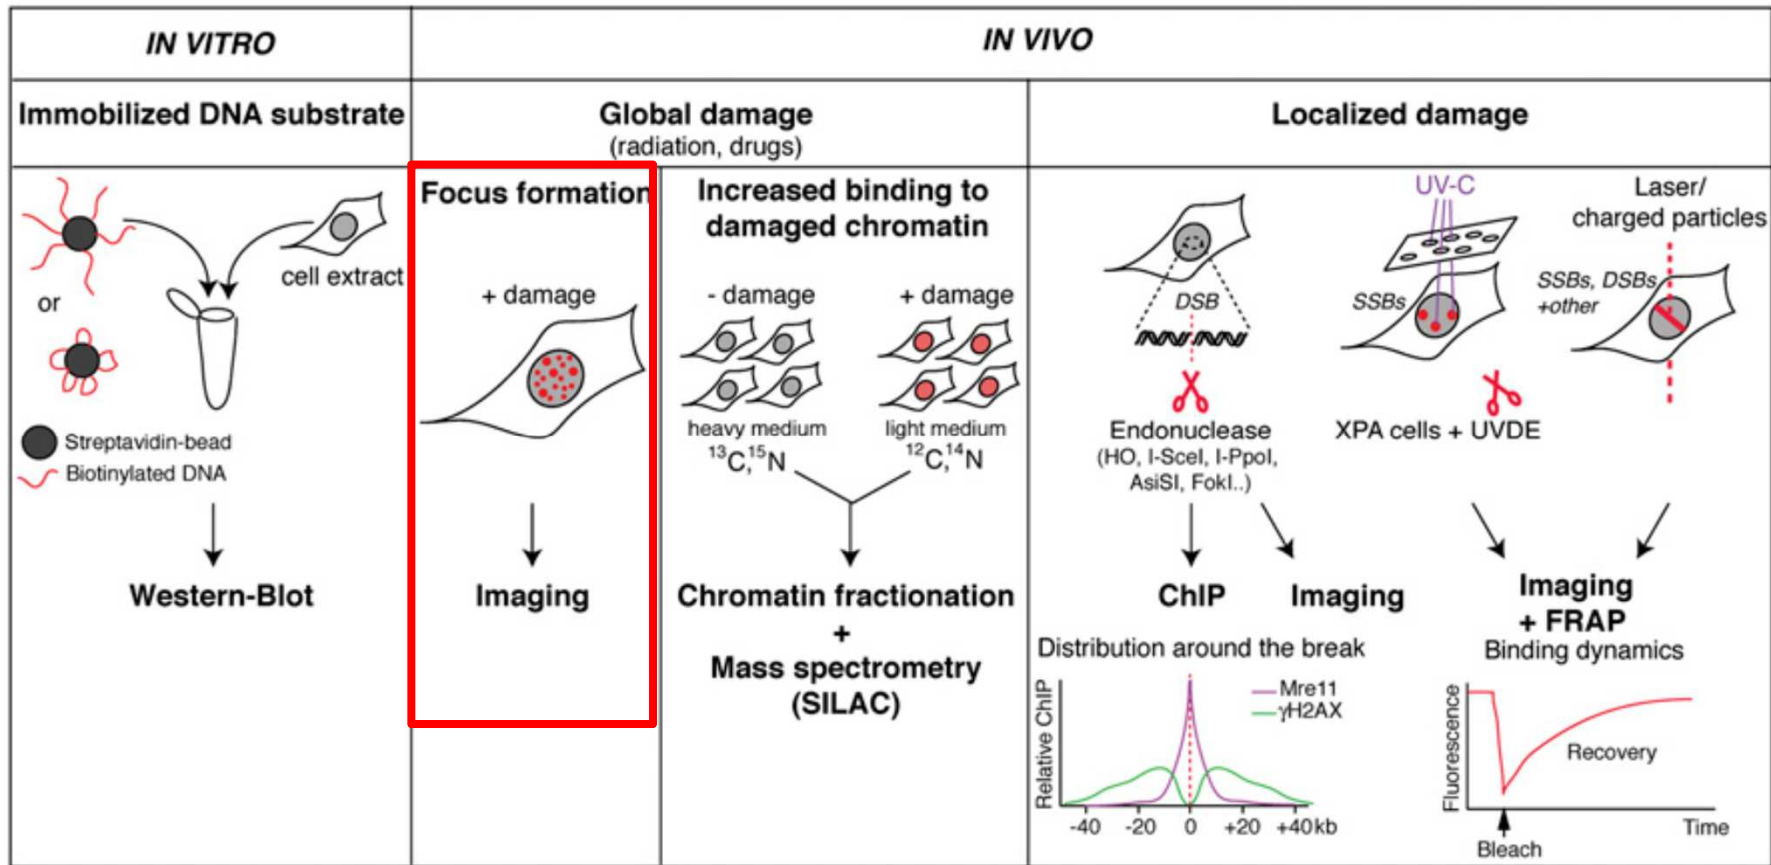 IN VITRO
IN VIVO
Immobilized DNA substrate
Global damage
(radiation, drugs)
Localized damage
cell extract
or
Streptavidin-bead
Biotinylated DNA
Western-Blot
Focus formation
+ damage
Imaging
Increased binding to
damaged chromatin
- damage
+ damage
heavy medium
¹³C,¹⁵N
light medium
¹²C,¹⁴N
Chromatin fractionation
+
Mass spectrometry
(SILAC)
DSB
Endonuclease
(HO, I-SceI, I-PpoI,
AsiSI, FokI..)
UV-C
SSBs
XPA cells + UVDE
Laser/
charged particles
SSBs, DSBs
+other
ChIP
Imaging
Distribution around the break
Relative ChIP
Mre11
γH2AX
-40 -20 0 +20 +40kb
Imaging
+ FRAP
Binding dynamics
Fluorescence
Recovery
Time
Bleach